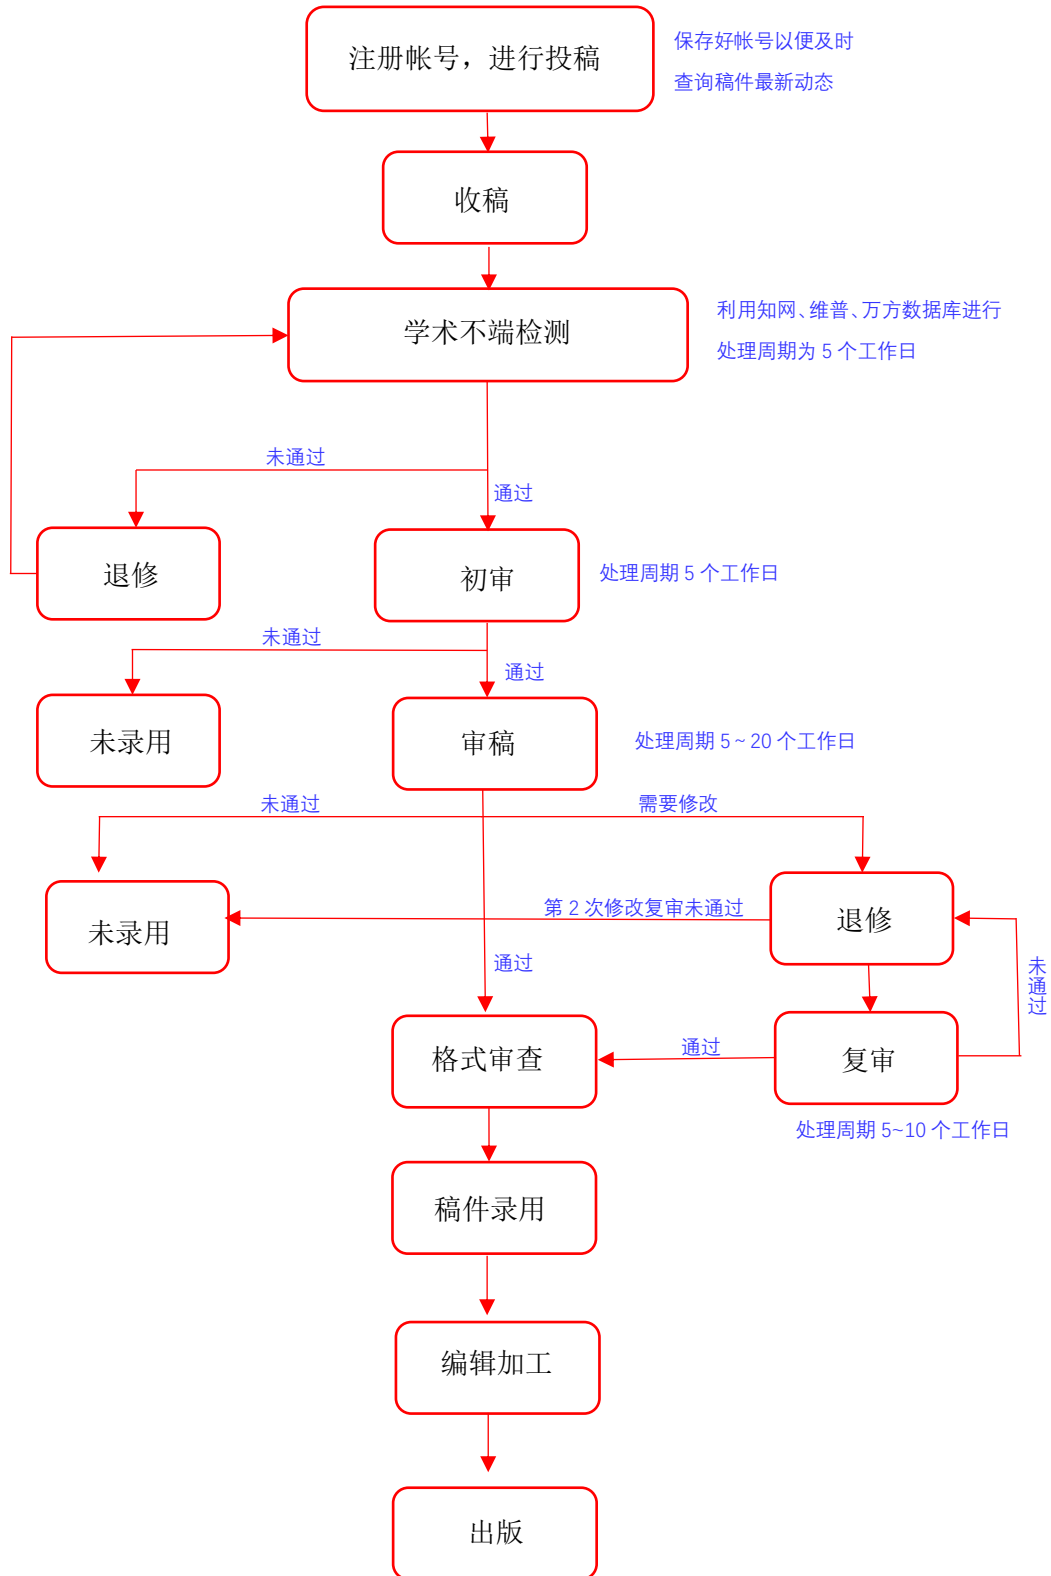 注册帐号，进行投稿
保存好帐号以便及时
查询稿件最新动态
收稿
学术不端检测
利用知网、维普、万方数据库进行
处理周期为 5 个工作日
未通过
通过
退修
初审
处理周期 5 个工作日
未通过
通过
未录用
审稿
处理周期 5~20 个工作日
未通过
需要修改
未录用
第 2 次修改复审未通过
退修
通过
未通过
格式审查
通过
复审
处理周期 5~10 个工作日
稿件录用
编辑加工
出版